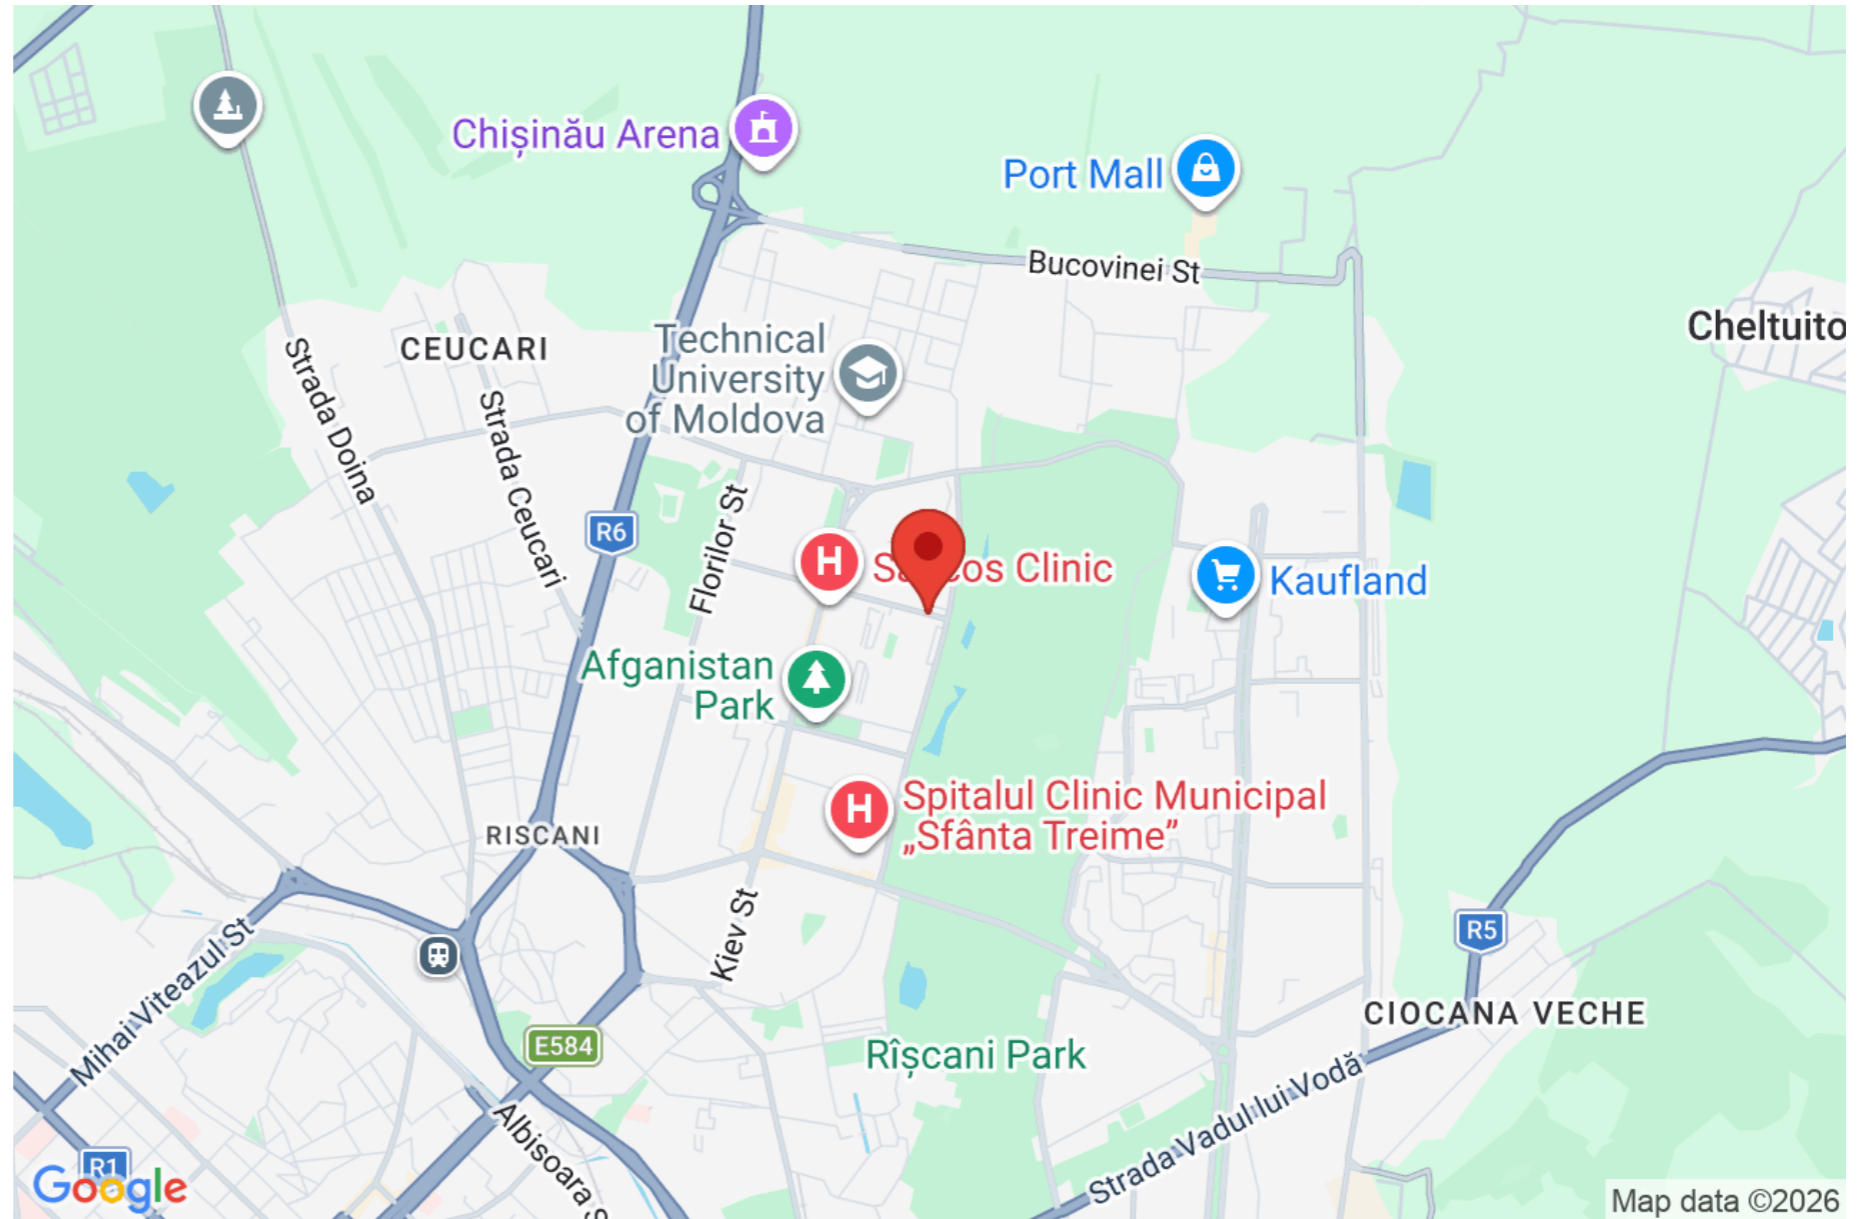 Chișinău Arena
Port Mall
Bucovinei St
Cheltuito
CEUCARI
Technical
University
of Moldova
Strada Doina
Strada Ceucari
Florilor St
R6
H
Clinic
Kaufland
Afganistan
Park
H
Spitalul Clinic Municipal
„Sfânta Treime”
RISCANI
Kiev St
R5
Mihai Viteazul St
CIOCANA VECHE
E584
Rîșcani Park
Strada Vadul lui Vodă
Albisoara S
R1
Google
Map data ©2026